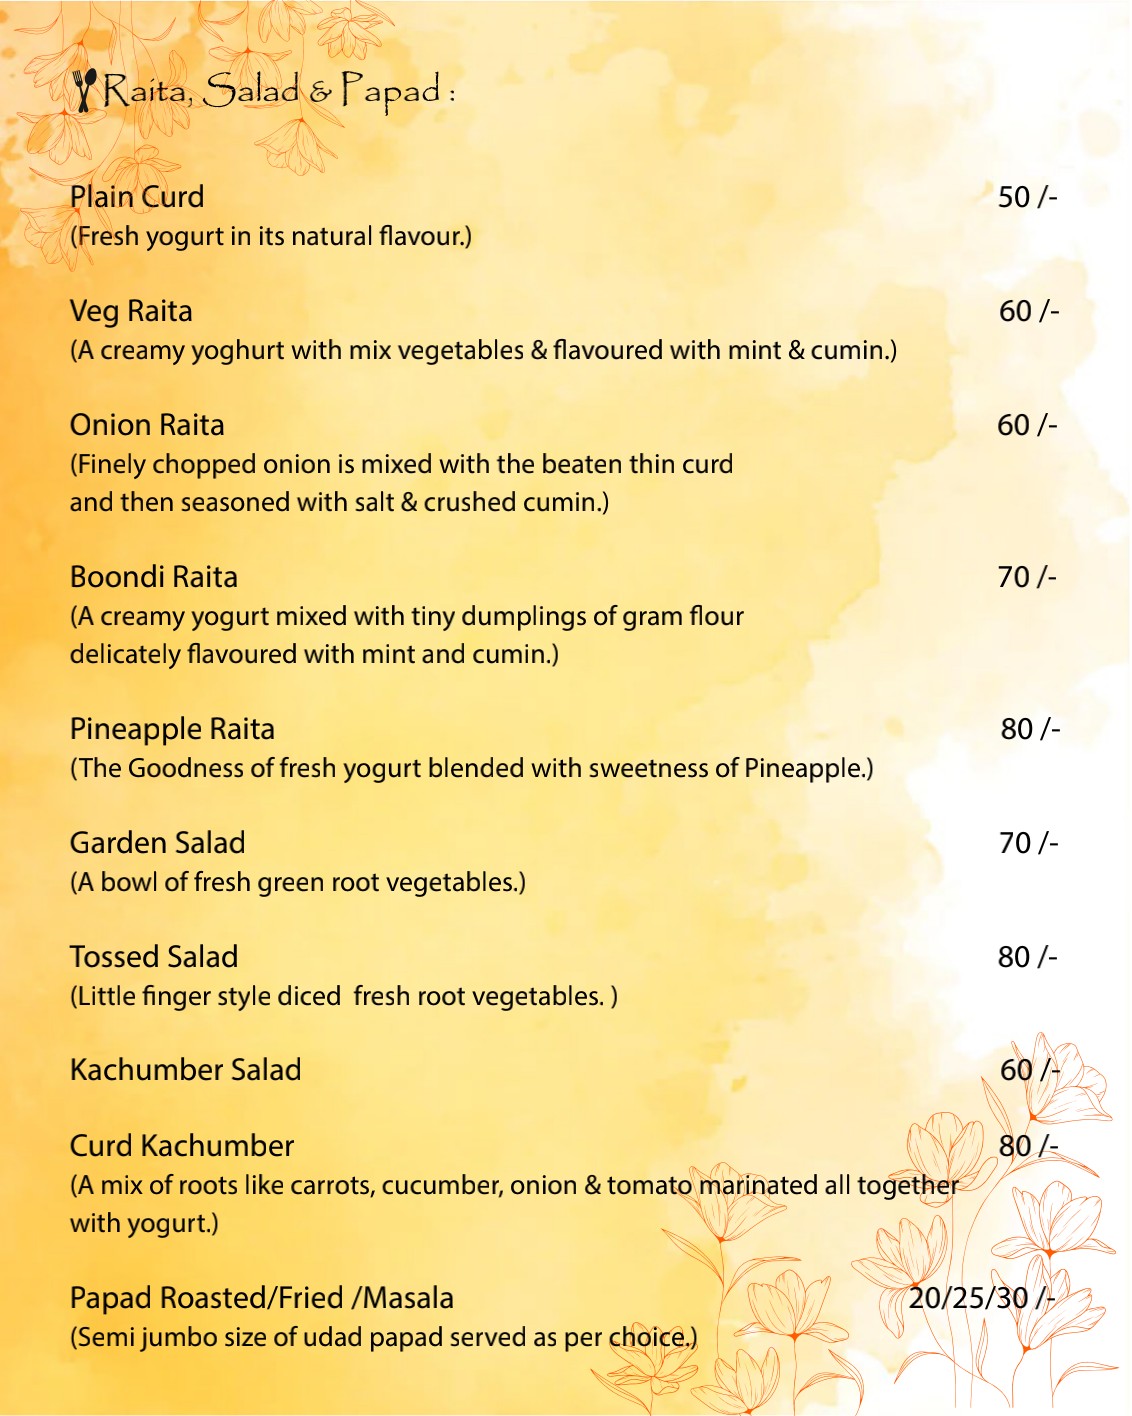 Raita, Salad & Papad :
Plain Curd 50 /-
(Fresh yogurt in its natural flavour.)
Veg Raita 60 /-
(A creamy yoghurt with mix vegetables & flavoured with mint & cumin.)
Onion Raita 60 /-
(Finely chopped onion is mixed with the beaten thin curd
and then seasoned with salt & crushed cumin.)
Boondi Raita 70 /-
(A creamy yogurt mixed with tiny dumplings of gram flour
delicately flavoured with mint and cumin.)
Pineapple Raita 80 /-
(The Goodness of fresh yogurt blended with sweetness of Pineapple.)
Garden Salad 70 /-
(A bowl of fresh green root vegetables.)
Tossed Salad 80 /-
(Little finger style diced  fresh root vegetables. )
Kachumber Salad 60 /-
Curd Kachumber 80 /-
(A mix of roots like carrots, cucumber, onion & tomato marinated all together
with yogurt.)
Papad Roasted/Fried /Masala 20/25/30 /-
(Semi jumbo size of udad papad served as per choice.)